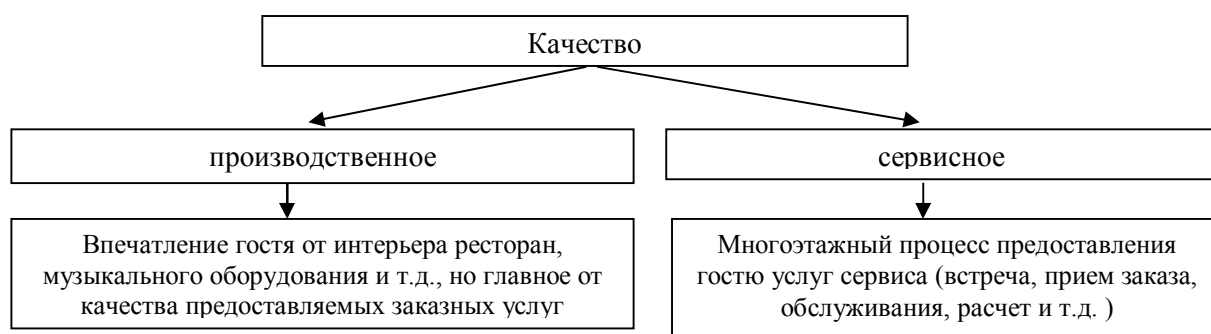 Качество
производственное
сервисное
Впечатление гостя от интерьера ресторан,
музыкального оборудования и т.д., но главное от
качества предоставляемых заказных услуг
Многоэтажный процесс предоставления
гостю услуг сервиса (встреча, прием заказа,
обслуживания, расчет и т.д. )